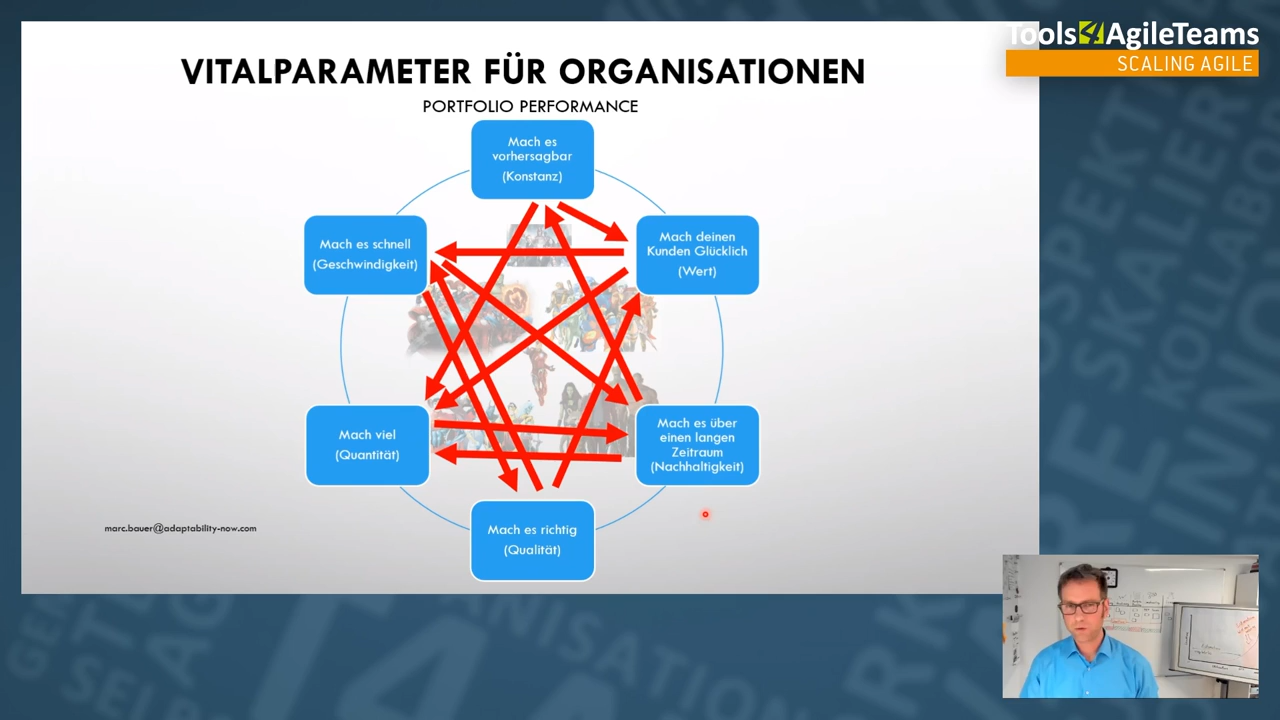 Tools4AgileTeams
SCALING AGILE
VITALPARAMETER FÜR ORGANISATIONEN
PORTFOLIO PERFORMANCE
Mach es
vorhersagbar
(Konstanz)
Mach es schnell
(Geschwindigkeit)
Mach deinen
Kunden Glücklich
(Wert)
Mach viel
(Quantität)
Mach es über
einen langen
Zeitraum
(Nachhaltigkeit)
Mach es richtig
(Qualität)
marc.bauer@adaptability-now.com